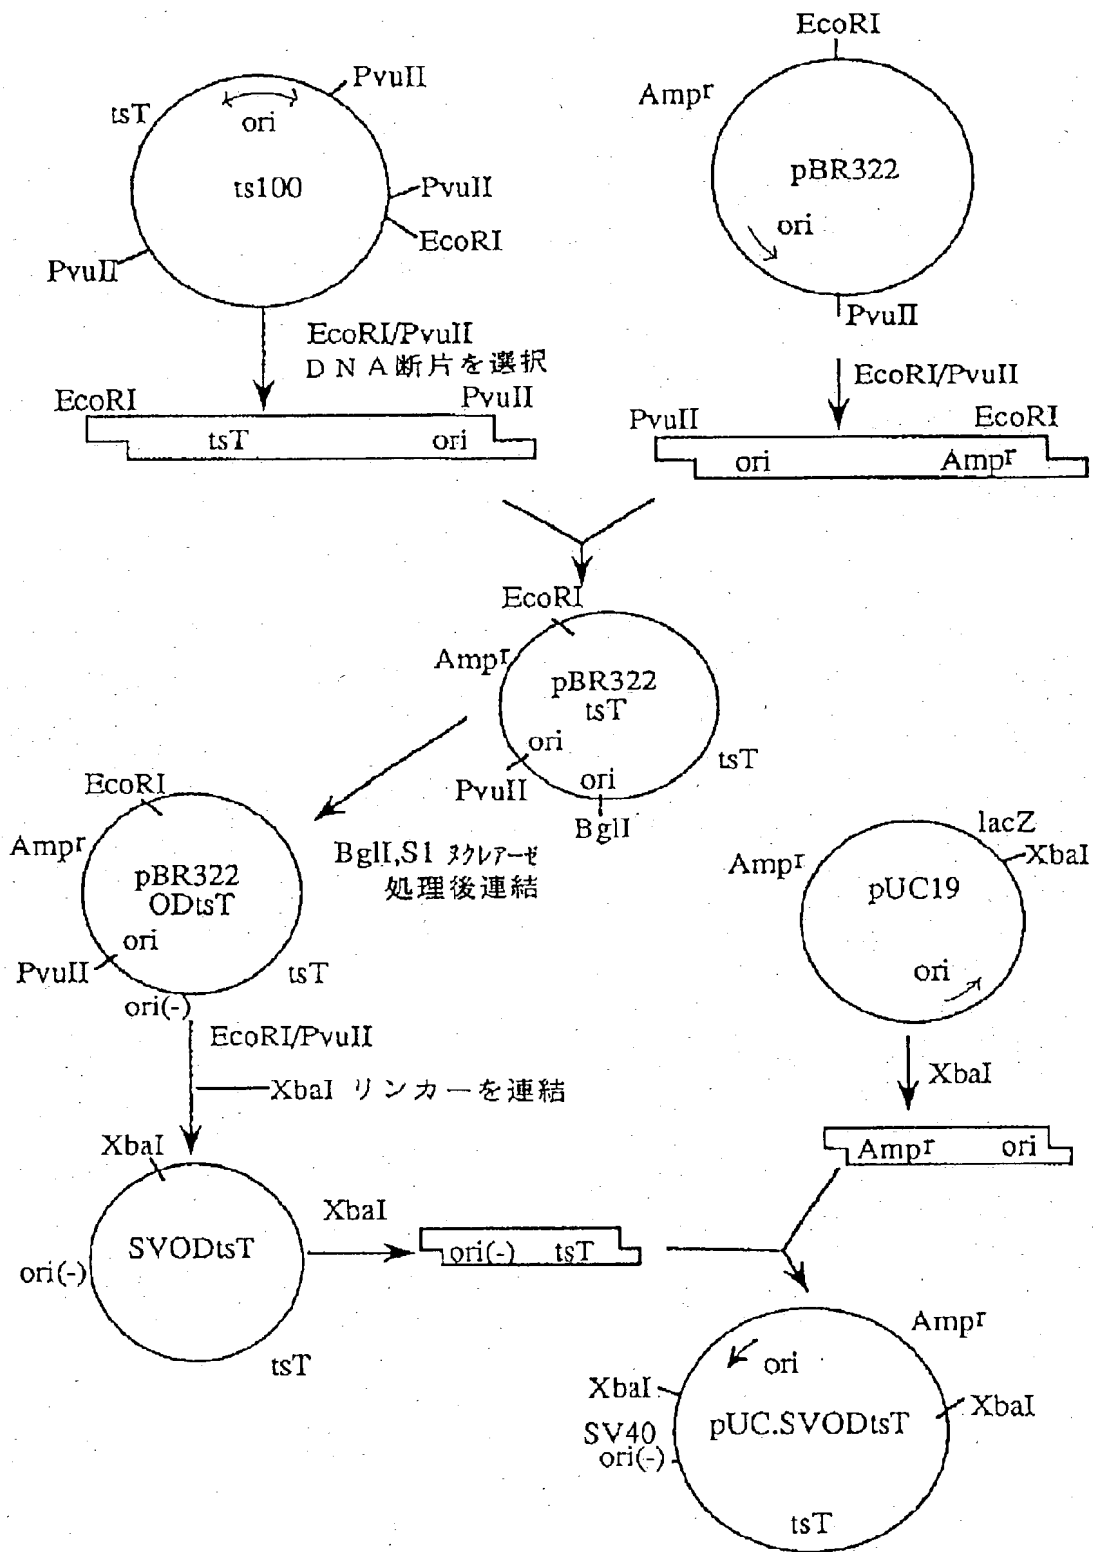 EcoRI
PvuII
tsT
ori
ts100
PvuII
EcoRI
PvuII
Ampr
pBR322
ori
PvuII
EcoRI/PvuII
DNA断片を選択
EcoRI/PvuII
EcoRI
PvuII
tsT
ori
PvuII
EcoRI
ori
Ampr
EcoRI
Ampr
pBR322
tsT
ori
PvuII
ori
BglI
tsT
EcoRI
Ampr
pBR322
ODtsT
ori
PvuII
tsT
ori(-)
BglI,S1 ヌクレアーゼ
処理後連結
lacZ
XbaI
Ampr
pUC19
ori
EcoRI/PvuII
XbaI リンカーを連結
XbaI
Ampr
ori
XbaI
SVODtsT
ori(-)
tsT
XbaI
ori(-)
tsT
Ampr
ori
XbaI
XbaI
SV40
ori(-)
pUC.SVODtsT
tsT